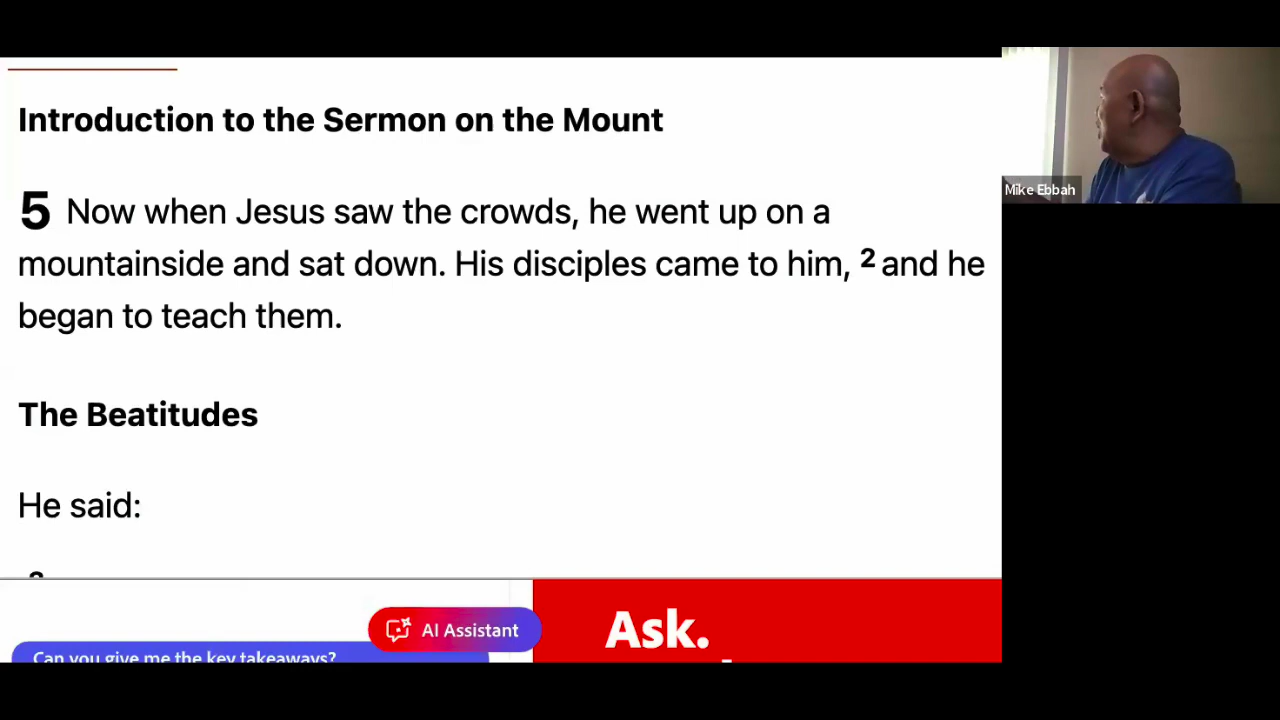 Introduction to the Sermon on the Mount
5 Now when Jesus saw the crowds, he went up on a
mountainside and sat down. His disciples came to him, 2 and he
began to teach them.
The Beatitudes
He said:
AI Assistant
Can you give me the key takeaways?
Ask.
Mike Ebbah